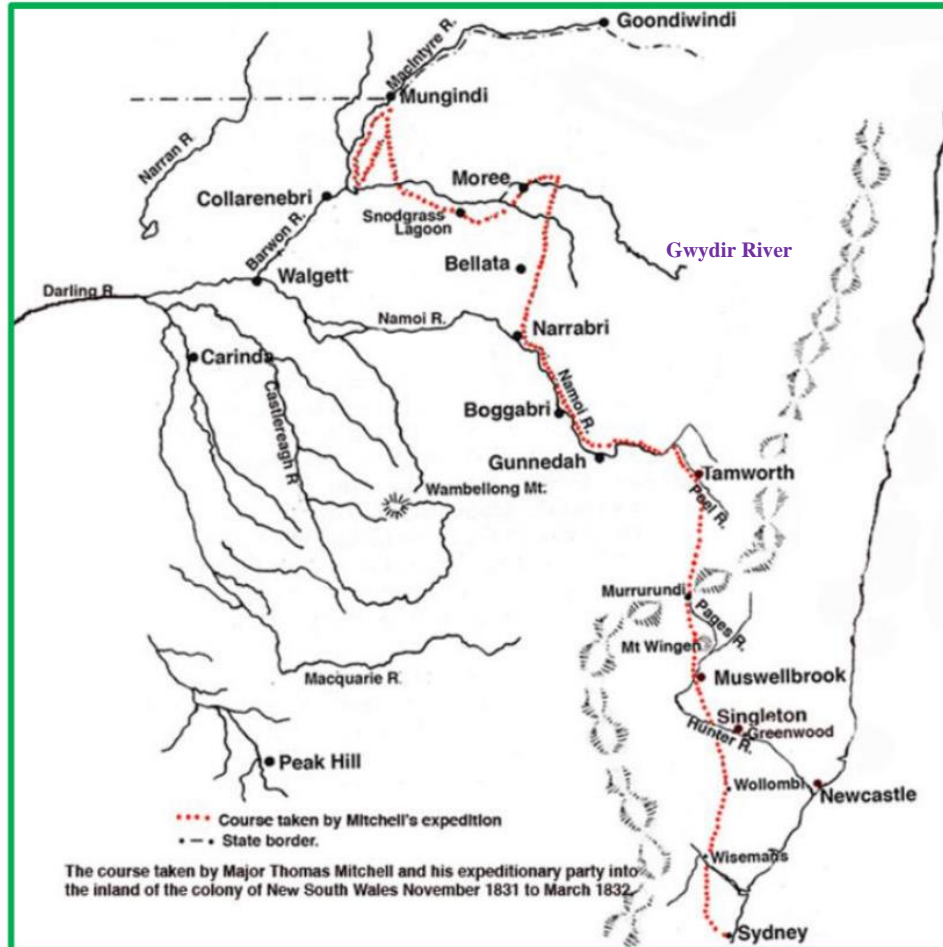 Goondiwindi
MacIntyre R.
Mungindi
Narran R
Moree
Collarenebri
Snodgrass
Lagoon
Gwydir River
Barwon R.
Bellata
Walgett
Darling R
Namoi R.
Narrabri
Carinda
Namoi R.
Castlereagh R
Boggabri
Gunnedah
Tamworth
Wambellong Mt.
Peel R.
Murrurundi
Pages R.
Mt Wingen
Muswellbrook
Macquarie R.
Singleton
Greenwood
Hunter R.
Peak Hill
Wollombi
Newcastle
Course taken by Mitchell's expedition
State border.
Wisemans
The course taken by Major Thomas Mitchell and his expeditionary party into
the inland of the colony of New South Wales November 1831 to March 1832.
Sydney